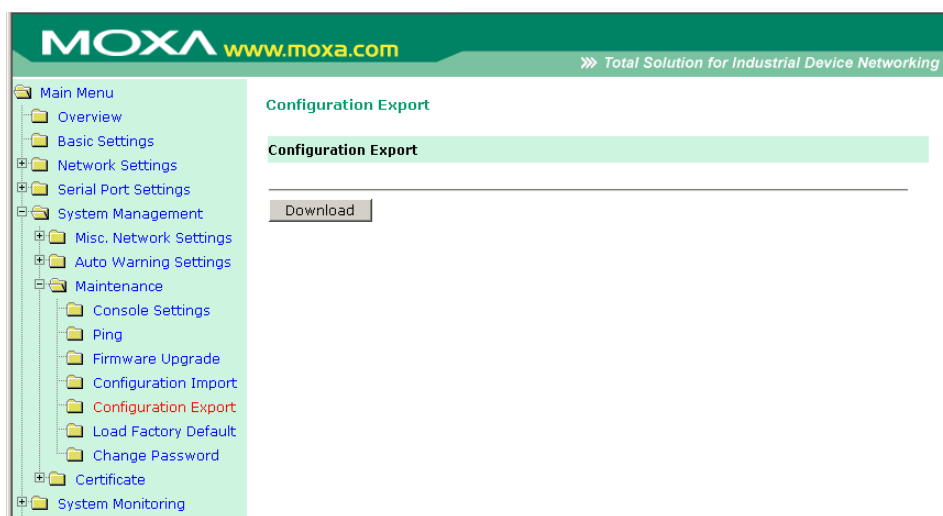 MOXA www.moxa.com
Total Solution for Industrial Device Networking
Main Menu
Overview
Basic Settings
Network Settings
Serial Port Settings
System Management
Misc. Network Settings
Auto Warning Settings
Maintenance
Console Settings
Ping
Firmware Upgrade
Configuration Import
Configuration Export
Load Factory Default
Change Password
Certificate
System Monitoring
Configuration Export
Configuration Export
Download